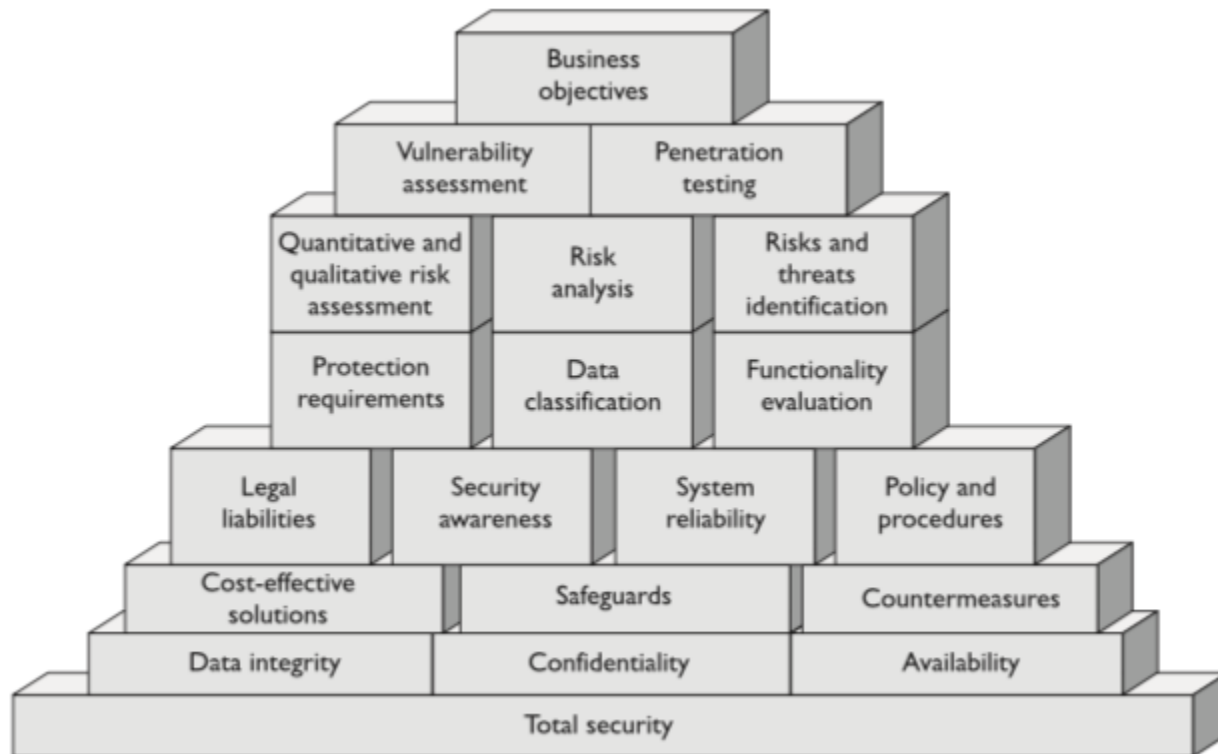 Business
objectives
Vulnerability
assessment
Penetration
testing
Quantitative and
qualitative risk
assessment
Risk
analysis
Risks and
threats
identification
Protection
requirements
Data
classification
Functionality
evaluation
Legal
liabilities
Security
awareness
System
reliability
Policy and
procedures
Cost-effective
solutions
Safeguards
Countermeasures
Data integrity
Confidentiality
Availability
Total security